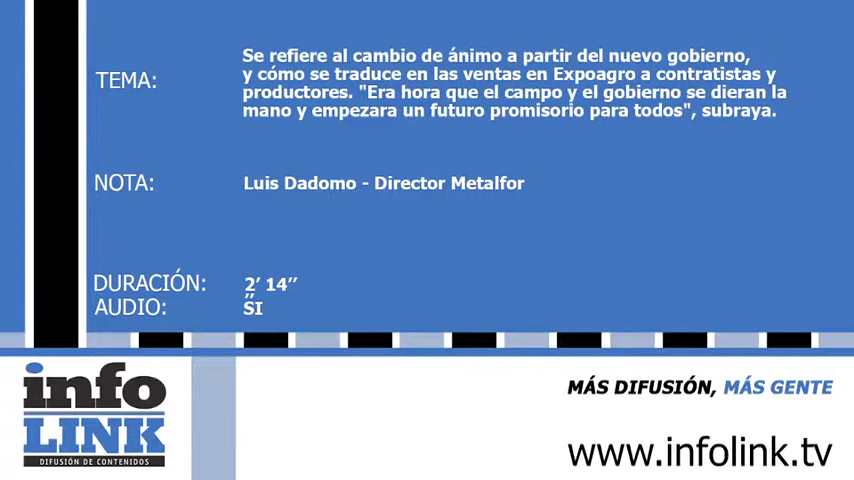 TEMA:
Se refiere al cambio de ánimo a partir del nuevo gobierno,
y cómo se traduce en las ventas en Expoagro a contratistas y
productores. "Era hora que el campo y el gobierno se dieran la
mano y empezara un futuro promisorio para todos", subraya.
NOTA:
Luis Dadomo - Director Metalfor
DURACIÓN:
2’ 14’’
AUDIO:
’’
SI
info
LINK
DIFUSIÓN DE CONTENIDOS
MÁS DIFUSIÓN, MÁS GENTE
www.infolink.tv